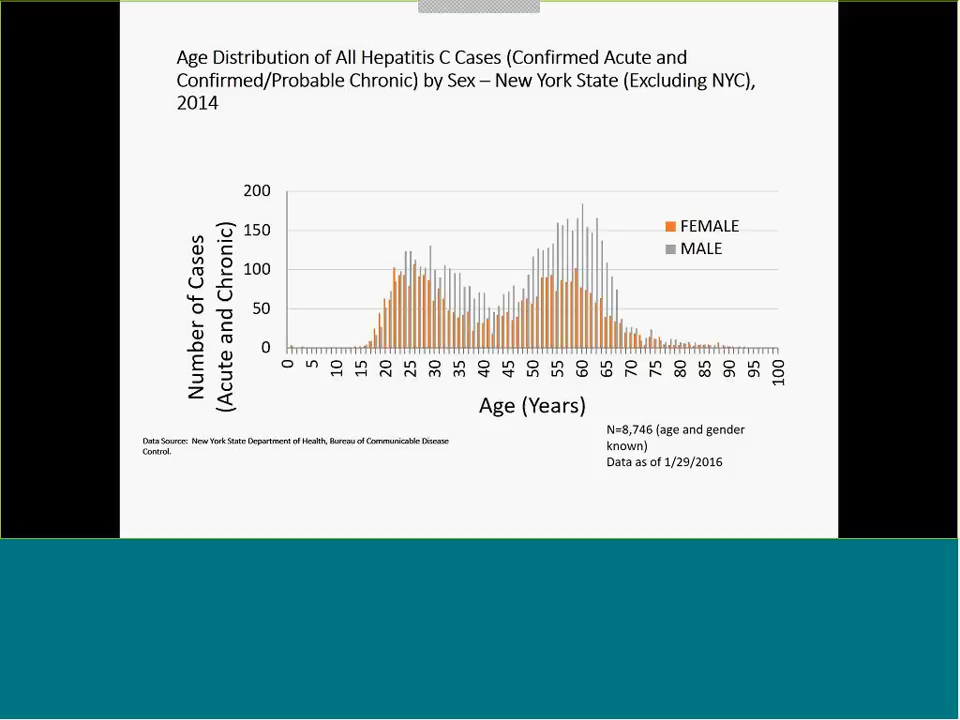 Age Distribution of All Hepatitis C Cases (Confirmed Acute and
Confirmed/Probable Chronic) by Sex – New York State (Excluding NYC),
2014
200
150
100
50
0
Number of Cases
(Acute and Chronic)
FEMALE
MALE
0 5 10 15 20 25 30 35 40 45 50 55 60 65 70 75 80 85 90 95 100
Age (Years)
N=8,746 (age and gender
known)
Data as of 1/29/2016
Data Source: New York State Department of Health, Bureau of Communicable Disease
Control.